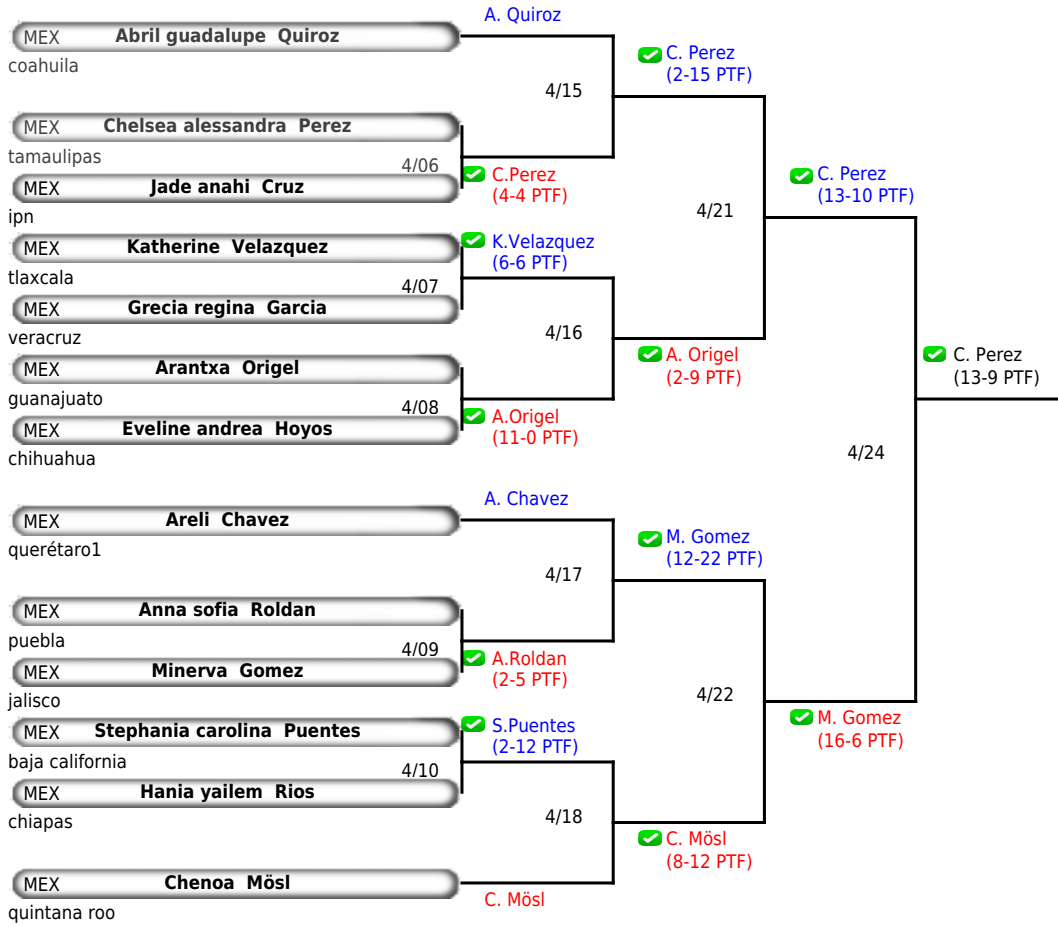 A. Quiroz
MEX Abril guadalupe Quiroz
coahuila
C. Perez
(2-15 PTF)
4/15
MEX Chelsea alessandra Perez
tamaulipas
4/06
C.Perez
(4-4 PTF)
MEX Jade anahi Cruz
ipn
C. Perez
(13-10 PTF)
4/21
MEX Katherine Velazquez
tlaxcala
K.Velazquez
(6-6 PTF)
4/07
MEX Grecia regina Garcia
veracruz
4/16
A. Origel
(2-9 PTF)
C. Perez
(13-9 PTF)
MEX Arantxa Origel
guanajuato
4/08
A.Origel
(11-0 PTF)
MEX Eveline andrea Hoyos
chihuahua
4/24
A. Chavez
MEX Areli Chavez
querétaro1
M. Gomez
(12-22 PTF)
4/17
MEX Anna sofia Roldan
puebla
4/09
A.Roldan
(2-5 PTF)
MEX Minerva Gomez
jalisco
4/22
M. Gomez
(16-6 PTF)
MEX Stephania carolina Puentes
baja california
S.Puentes
(2-12 PTF)
4/10
MEX Hania yailem Rios
chiapas
4/18
C. Mösl
(8-12 PTF)
MEX Chenoa Mösl
quintana roo
C. Mösl